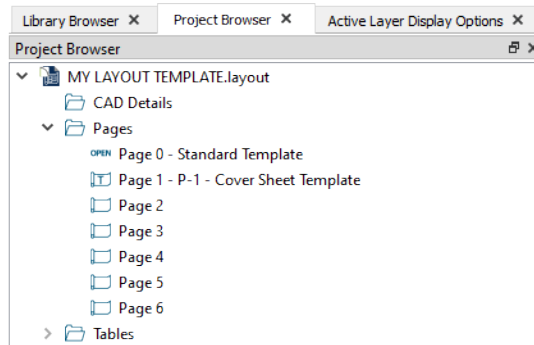 Library Browser × Project Browser × Active Layer Display Options ×
Project Browser
MY LAYOUT TEMPLATE.layout
CAD Details
Pages
OPEN Page 0 - Standard Template
T Page 1 - P-1 - Cover Sheet Template
Page 2
Page 3
Page 4
Page 5
Page 6
Tables